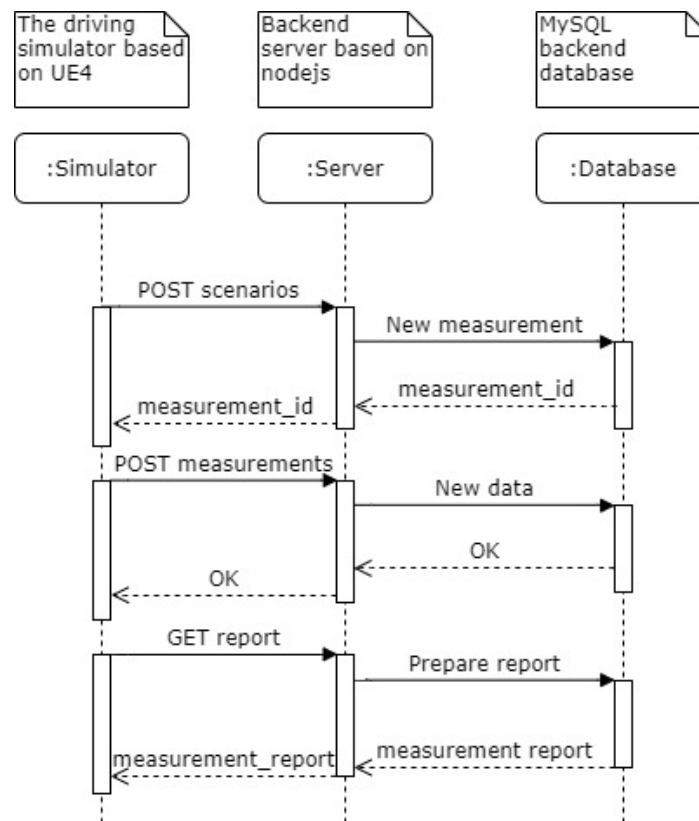 The driving
simulator based
on UE4
Backend
server based on
nodejs
MySQL
backend
database
:Simulator
:Server
:Database
POST scenarios
New measurement
measurement_id
measurement_id
POST measurements
New data
OK
OK
GET report
Prepare report
measurement report
measurement_report